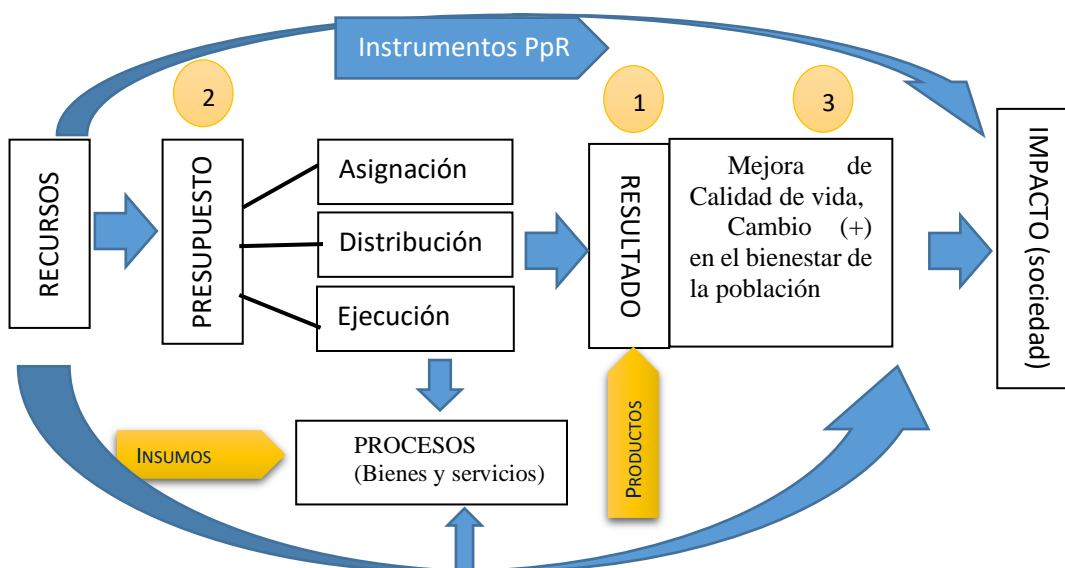 Instrumentos PpR
2
1
3
RECURSOS
PRESUPUESTO
Asignación
Distribución
Ejecución
RESULTADO
Mejora de
Calidad de vida,
Cambio (+)
en el bienestar de
la población
IMPACTO (sociedad)
INSUMOS
PROCESOS
(Bienes y servicios)
PRODUCTOS